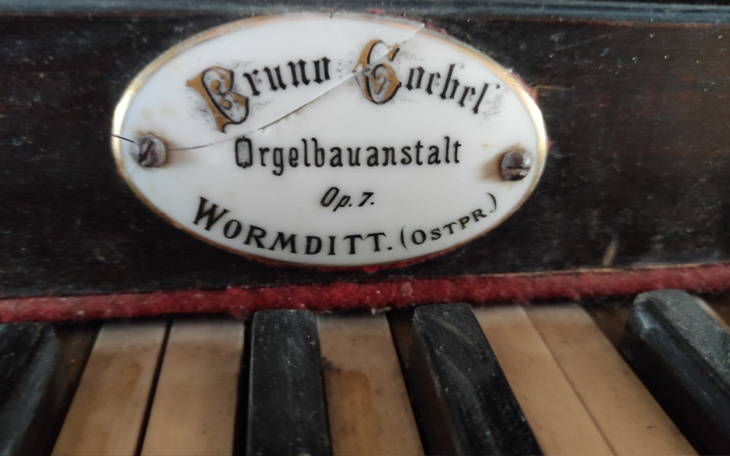 Bruno Goebel
Orgelbauanstalt
Op. 7.
WORMDITT. (OSTPR.)